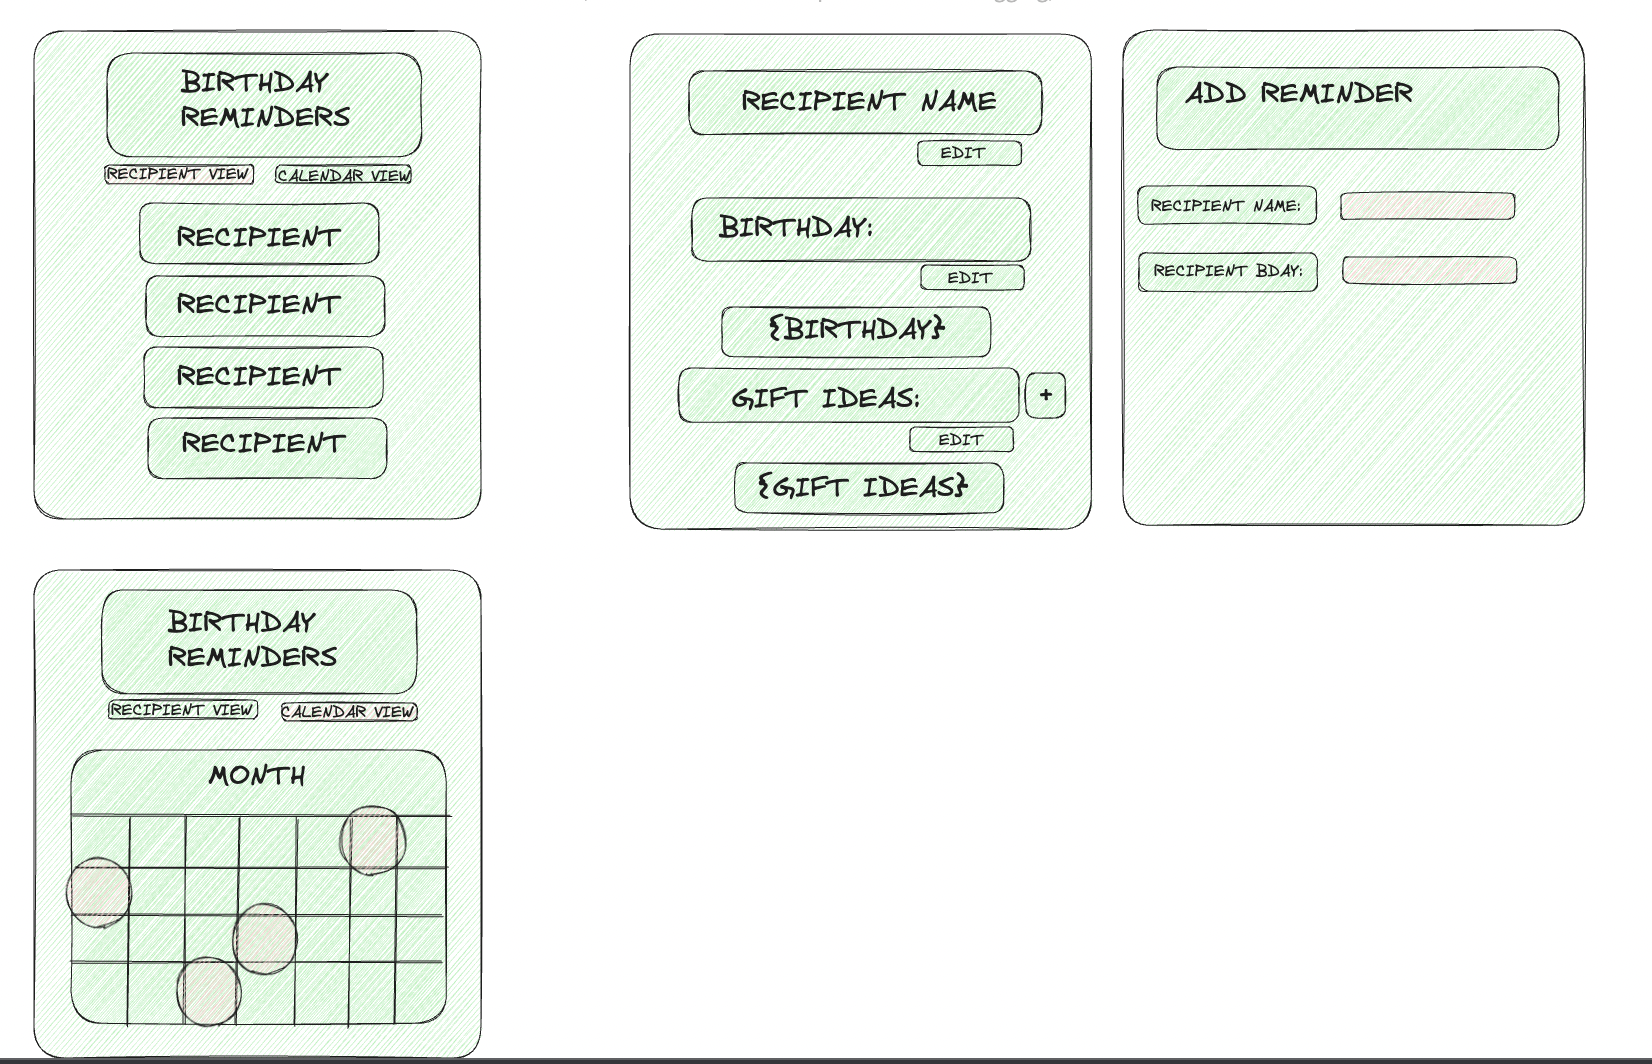 BIRTHDAY
REMINDERS
RECIPIENT VIEW
CALENDAR VIEW
RECIPIENT
RECIPIENT
RECIPIENT
RECIPIENT
RECIPIENT NAME
EDIT
BIRTHDAY:
EDIT
{BIRTHDAY}
GIFT IDEAS:
+
EDIT
{GIFT IDEAS}
ADD REMINDER
RECIPIENT NAME:
RECIPIENT BDAY:
BIRTHDAY
REMINDERS
RECIPIENT VIEW
CALENDAR VIEW
MONTH